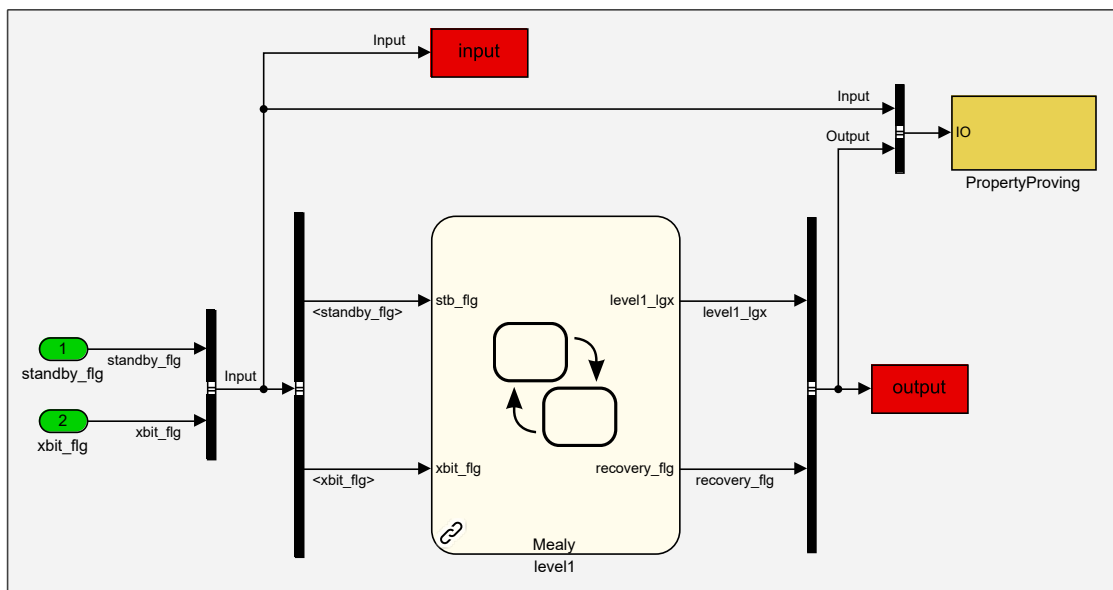 Input
input
Input
Output
IO
PropertyProving
1
standby_flg
standby_flg
2
xbit_flg
xbit_flg
Input
<standby_flg>
<xbit_flg>
stb_flg
xbit_flg
level1_lgx
recovery_flg
Mealy
level1
level1_lgx
recovery_flg
output